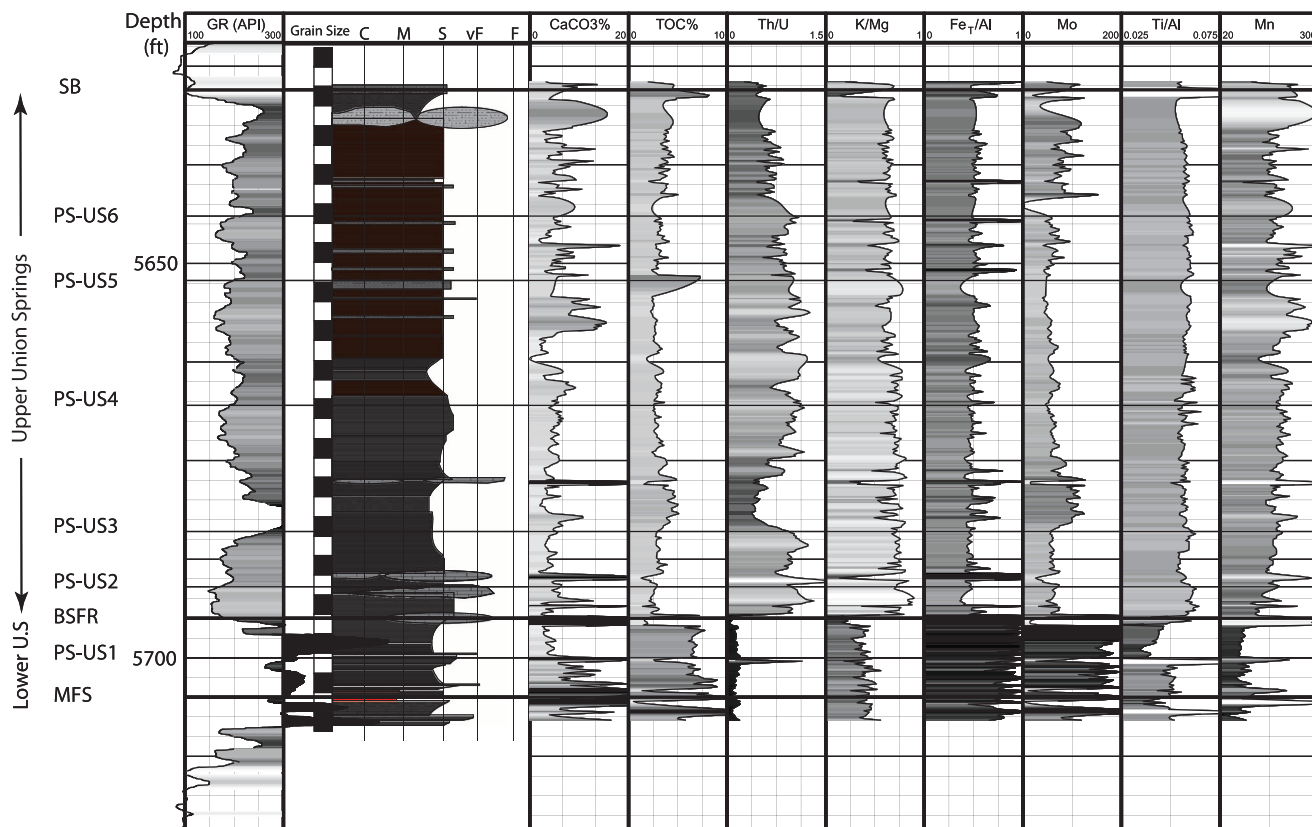 Depth
(ft)
GR (API)
100 300
Grain Size C M S vF F
CaCO3%
0 20
TOC%
0 10
Th/U
0 1.5
K/Mg
0 1
FeT/Al
0 1
Mo
0 200
Ti/Al
0.025 0.075
Mn
20 300
SB
PS-US6
5650
PS-US5
PS-US4
PS-US3
PS-US2
BSFR
PS-US1
5700
MFS
Upper Union Springs
Lower U.S